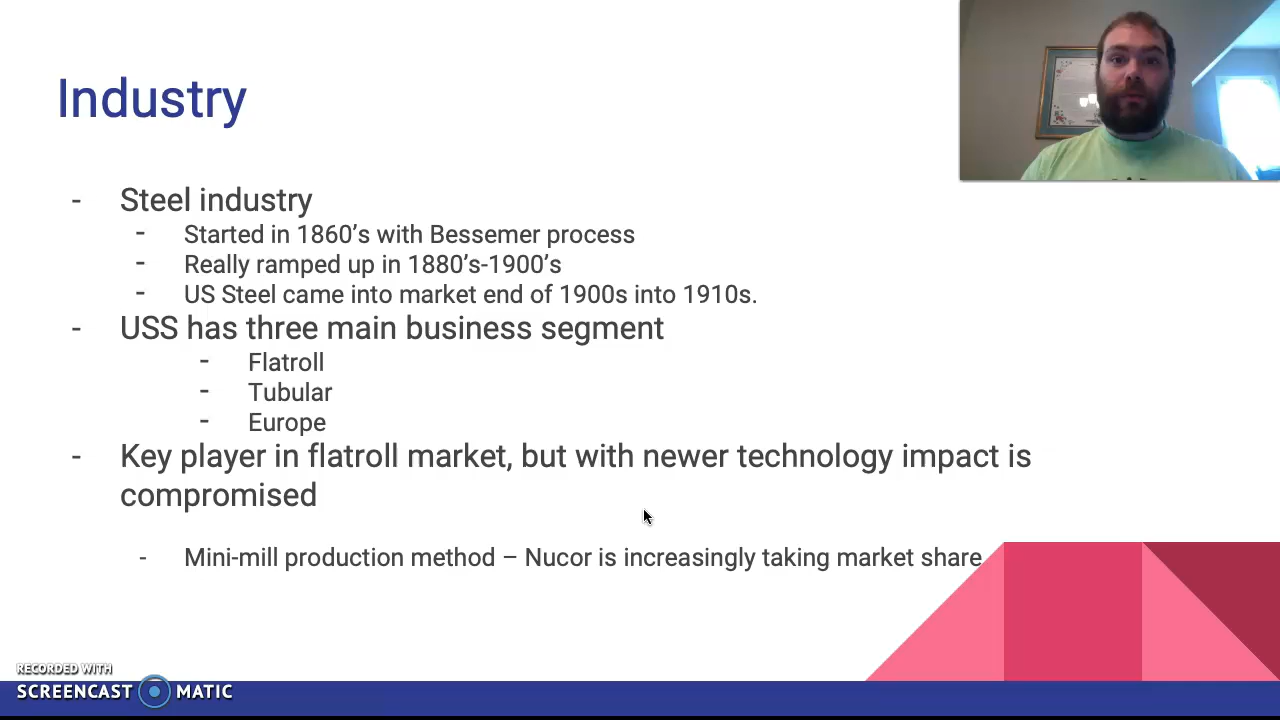 Industry
- Steel industry
- Started in 1860’s with Bessemer process
- Really ramped up in 1880’s-1900’s
- US Steel came into market end of 1900s into 1910s.
- USS has three main business segment
- Flatroll
- Tubular
- Europe
- Key player in flatroll market, but with newer technology impact is
compromised
- Mini-mill production method – Nucor is increasingly taking market share
RECORDED WITH
SCREENCAST MATIC